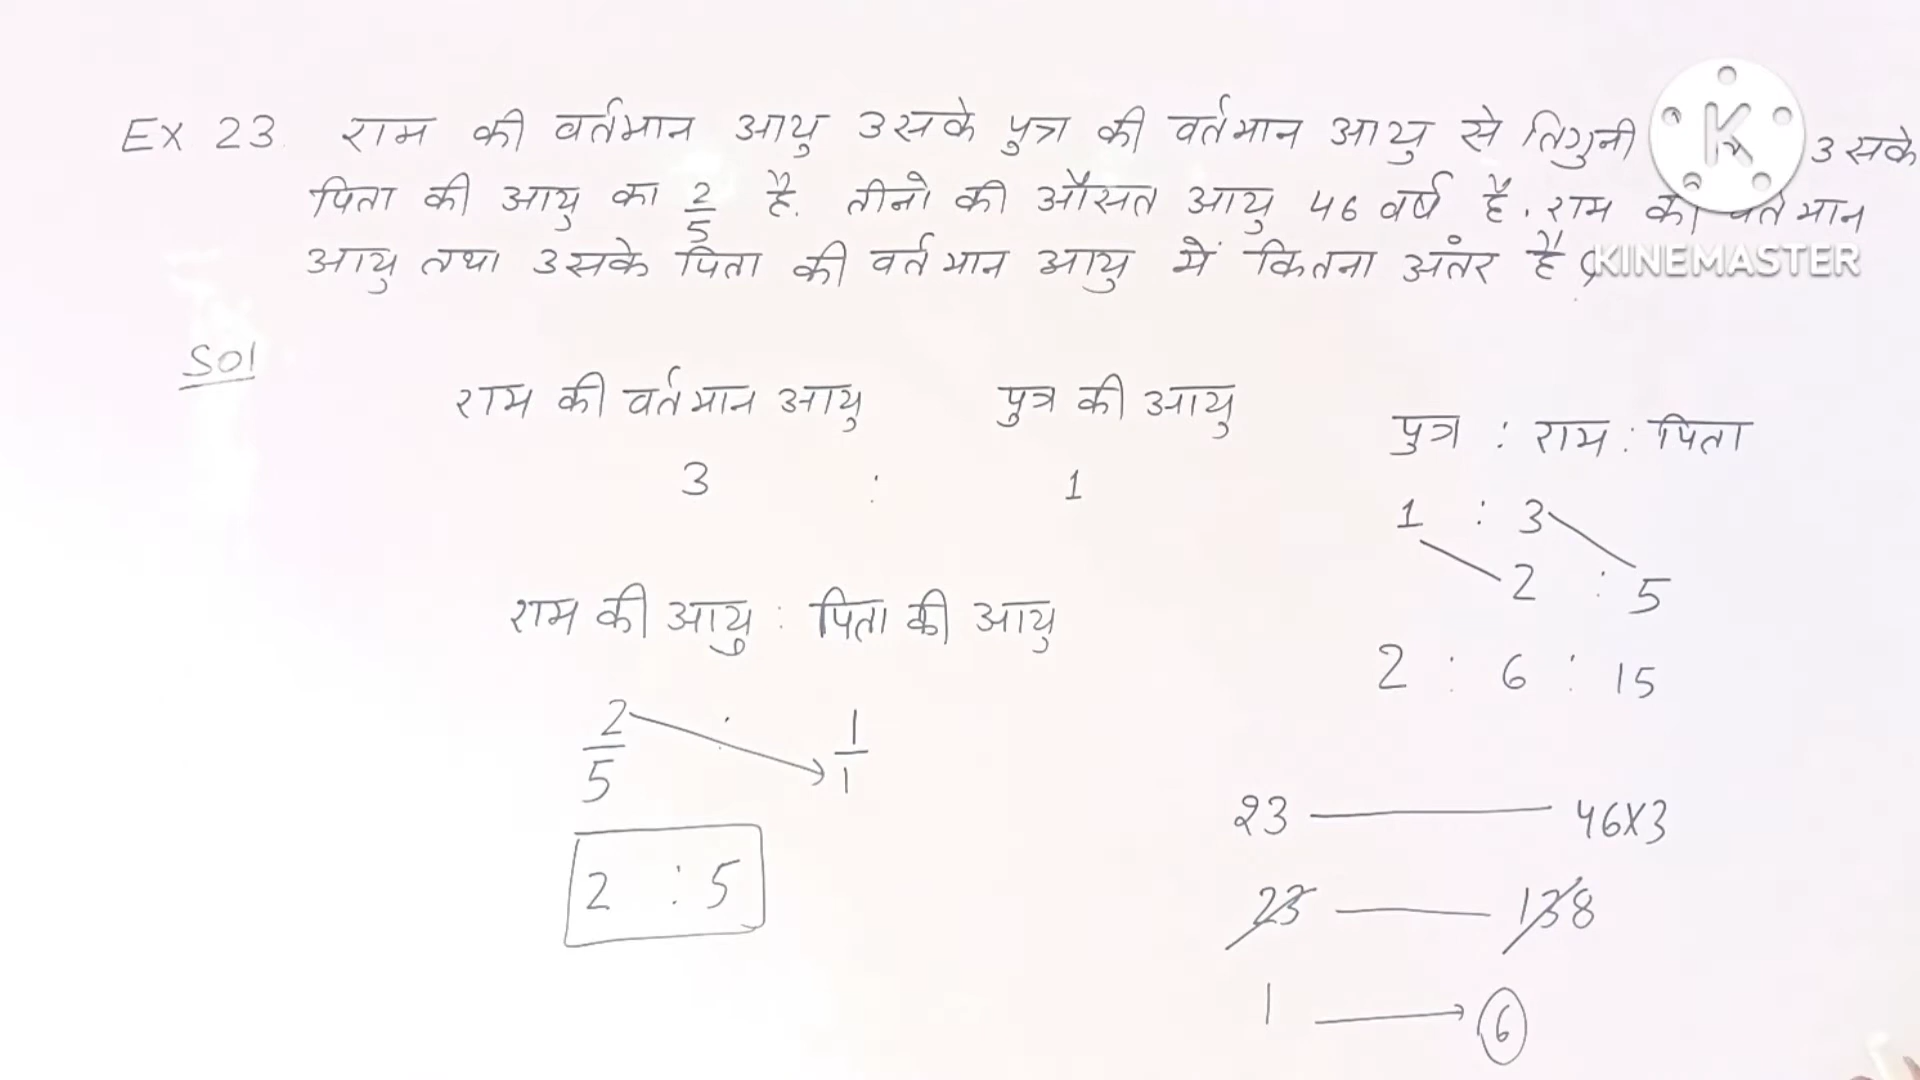 Ex 23. राम की वर्तमान आयु उसके पुत्र की वर्तमान आयु से तिगुनी उसके
पिता की आयु का 2/5 है. तीनो की औसत आयु 46 वर्ष है. राम की वर्तमान
आयु तथा उसके पिता की वर्तमान आयु में कितना अंतर है
KINEMASTER
Sol
राम की वर्तमान आयु पुत्र की आयु
3 : 1
राम की आयु : पिता की आयु
2/5 : 1/1
2 : 5
पुत्र : राम : पिता
1 : 3
2 : 5
2 : 6 : 15
23 46x3
23 138
1 6